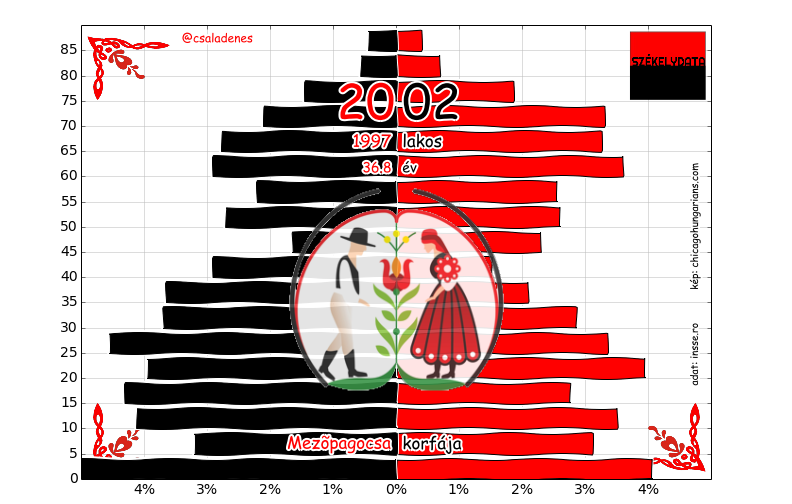 @csaladenes
SZÉKELYDATA
2002
1997 lakos
36.8 év
kép: chicagohungarians.com
adat: insse.ro
Mezõpagocsa korfája
85
80
75
70
65
60
55
50
45
40
35
30
25
20
15
10
5
0
4% 3% 2% 1% 0% 1% 2% 3% 4%